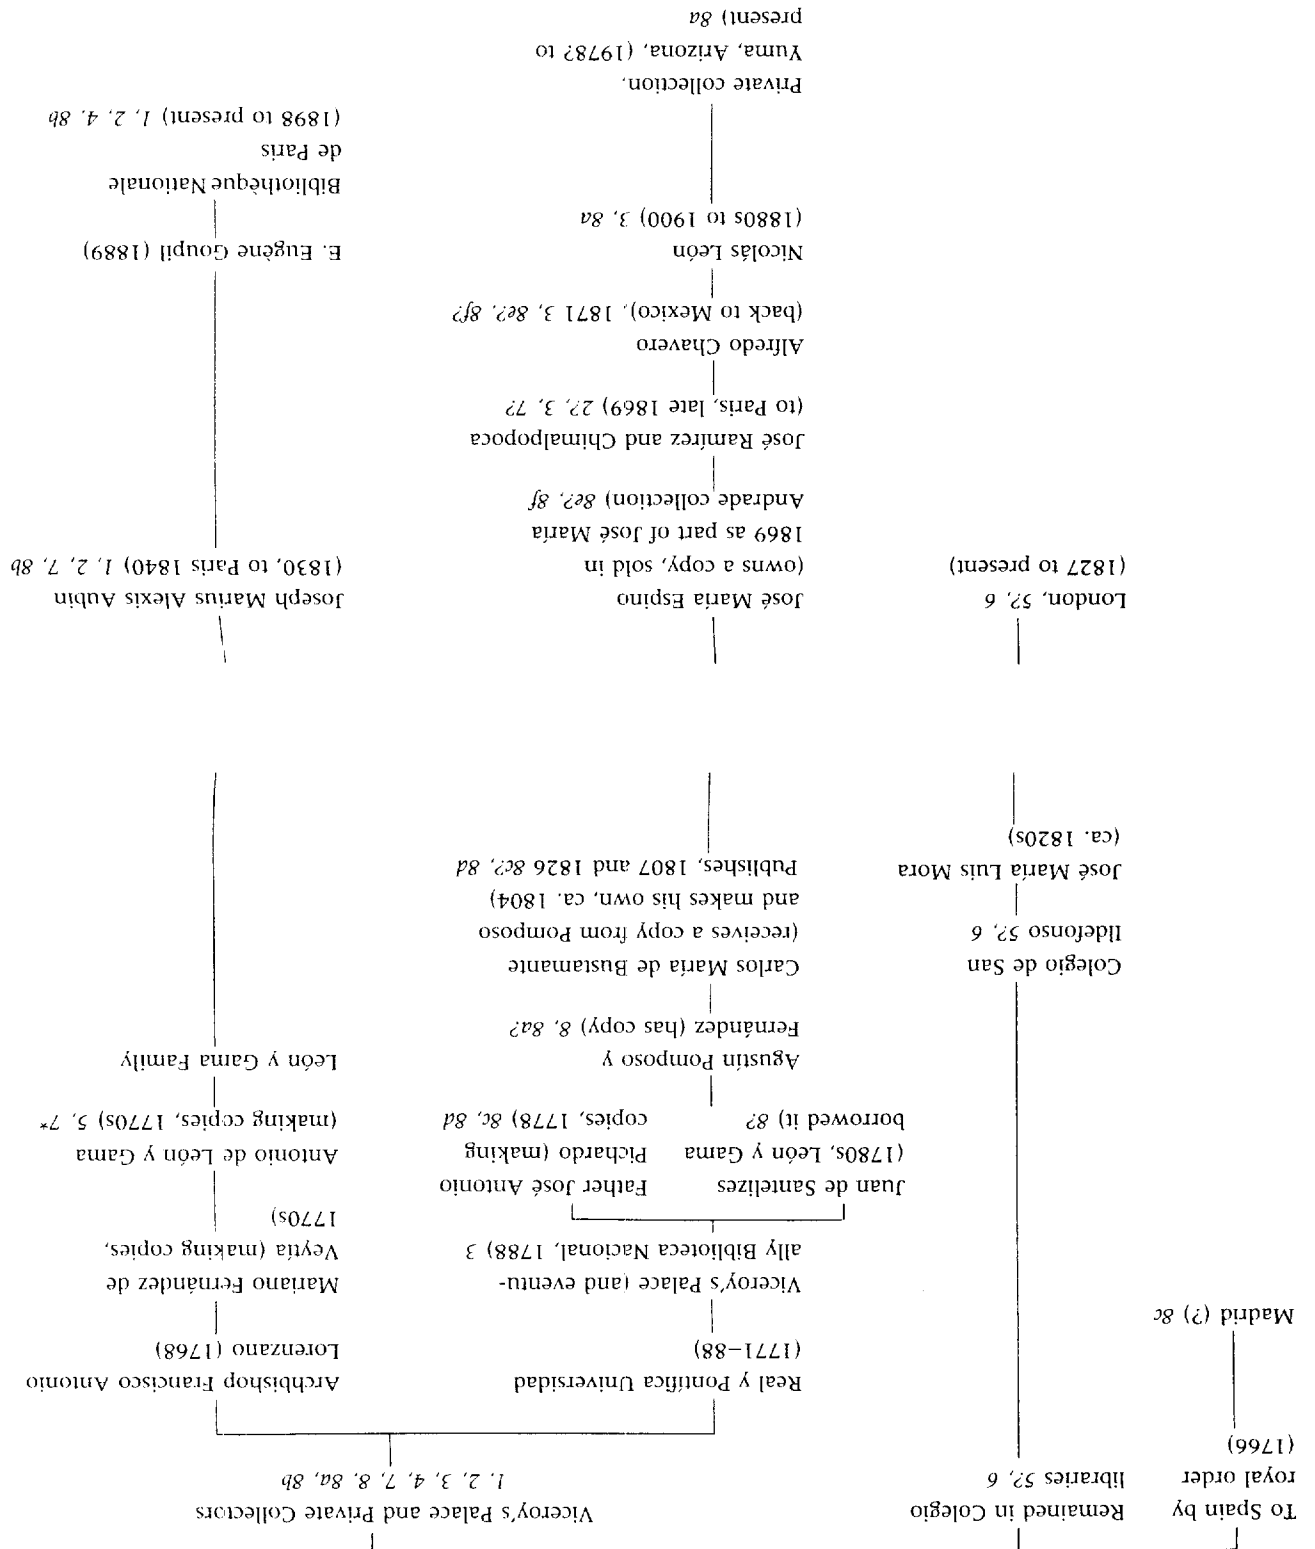 To Spain by
royal order
(1766)
Madrid (?) 8c
Remained in Colegio
libraries 5?, 6
Colegio de San
Ildefonso 5?, 6
José María Luis Mora
(ca. 1820s)
London, 5?, 6
(1827 to present)
Viceroy's Palace and Private Collectors
1, 2, 3, 4, 7, 8, 8a, 8b
Real y Pontífica Universidad
(1771–88)
Viceroy's Palace (and eventu-
ally Biblioteca Nacional, 1788) 3
Juan de Santelizes
(1780s, León y Gama
borrowed it) 8?
Father José Antonio
Pichardo (making
copies, 1778) 8c, 8d
Agustín Pomposo y
Fernández (has copy) 8, 8a?
Carlos María de Bustamante
(receives a copy from Pomposo
and makes his own, ca. 1804)
Publishes, 1807 and 1826 8c?, 8d
José María Espino
(owns a copy, sold in
1869 as part of José María
Andrade collection) 8e?, 8f
José Ramírez and Chimalpopoca
(to Paris, late 1869) 2?, 3, 7?
Alfredo Chavero
(back to Mexico), 1871 3, 8e?, 8f?
Nicolás León
(1880s to 1900) 3, 8a
Private collection,
Yuma, Arizona, (1978? to
present) 8a
Archbishop Francisco Antonio
Lorenzano (1768)
Mariano Fernández de
Veytía (making copies,
1770s)
Antonio de León y Gama
(making copies, 1770s) 5, 7*
León y Gama Family
Joseph Marius Alexis Aubin
(1830, to Paris 1840) 1, 2, 7, 8b
E. Eugène Goupil (1889)
Bibliothèque Nationale
de Paris
(1898 to present) 1, 2, 4, 8b